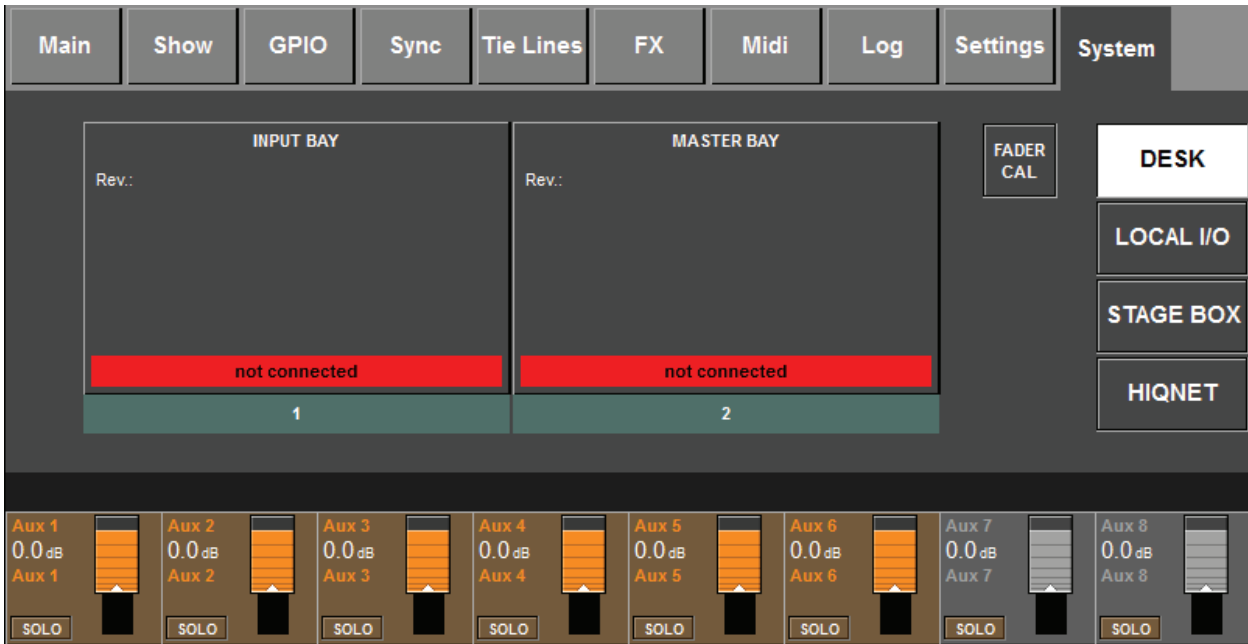 Main Show GPIO Sync Tie Lines FX Midi Log Settings System
INPUT BAY
Rev.:
not connected
1
MASTER BAY
Rev.:
not connected
2
FADER
CAL
DESK
LOCAL I/O
STAGE BOX
HIQNET
Aux 1
0.0 dB
Aux 1
SOLO
Aux 2
0.0 dB
Aux 2
SOLO
Aux 3
0.0 dB
Aux 3
SOLO
Aux 4
0.0 dB
Aux 4
SOLO
Aux 5
0.0 dB
Aux 5
SOLO
Aux 6
0.0 dB
Aux 6
SOLO
Aux 7
0.0 dB
Aux 7
SOLO
Aux 8
0.0 dB
Aux 8
SOLO